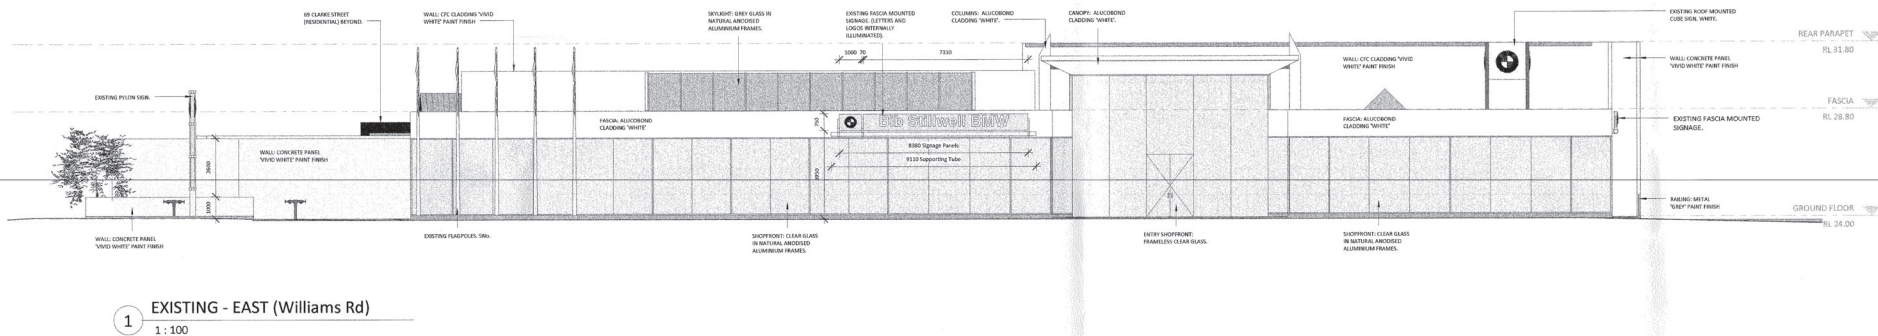 69 CLARKE STREET
(RESIDENTIAL) BEYOND.
WALL: CFC CLADDING 'VIVID
WHITE' PAINT FINISH
SKYLIGHT: GREY GLASS IN
NATURAL ANODISED
ALUMINIUM FRAMES.
EXISTING FASCIA MOUNTED
SIGNAGE. (LETTERS AND
LOGOS INTERNALLY
ILLUMINATED).
COLUMNS: ALUCOBOND
CLADDING 'WHITE'.
CANOPY: ALUCOBOND
CLADDING 'WHITE'.
EXISTING ROOF MOUNTED
CUBE SIGN. WHITE.
REAR PARAPET
RL 31.80
1000 70 7310
WALL: CFC CLADDING 'VIVID
WHITE' PAINT FINISH
WALL: CONCRETE PANEL
'VIVID WHITE' PAINT FINISH
EXISTING PYLON SIGN.
FASCIA
RL 28.80
FASCIA: ALUCOBOND
CLADDING 'WHITE'
750
Bib Stillwell BMW
FASCIA: ALUCOBOND
CLADDING 'WHITE'
EXISTING FASCIA MOUNTED
SIGNAGE.
WALL: CONCRETE PANEL
'VIVID WHITE' PAINT FINISH
8380 Signage Panels
9110 Supporting Tube
3600
3950
1000
RAILING: METAL
'GREY' PAINT FINISH
GROUND FLOOR
RL 24.00
WALL: CONCRETE PANEL
'VIVID WHITE' PAINT FINISH
EXISTING FLAGPOLES. 5No.
SHOPFRONT: CLEAR GLASS
IN NATURAL ANODISED
ALUMINIUM FRAMES.
ENTRY SHOPFRONT:
FRAMELESS CLEAR GLASS.
SHOPFRONT: CLEAR GLASS
IN NATURAL ANODISED
ALUMINIUM FRAMES.
1 EXISTING - EAST (Williams Rd)
1 : 100